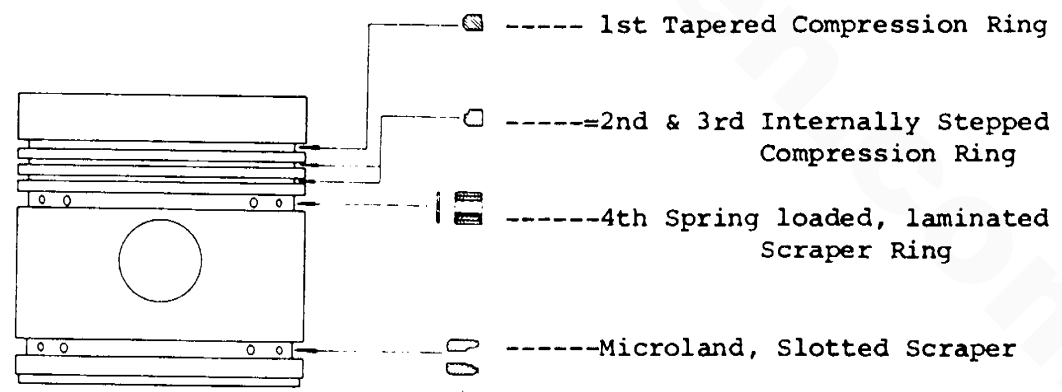 ----- 1st Tapered Compression Ring
-----=2nd & 3rd Internally Stepped
Compression Ring
------4th Spring loaded, laminated
Scraper Ring
------Microland, Slotted Scraper